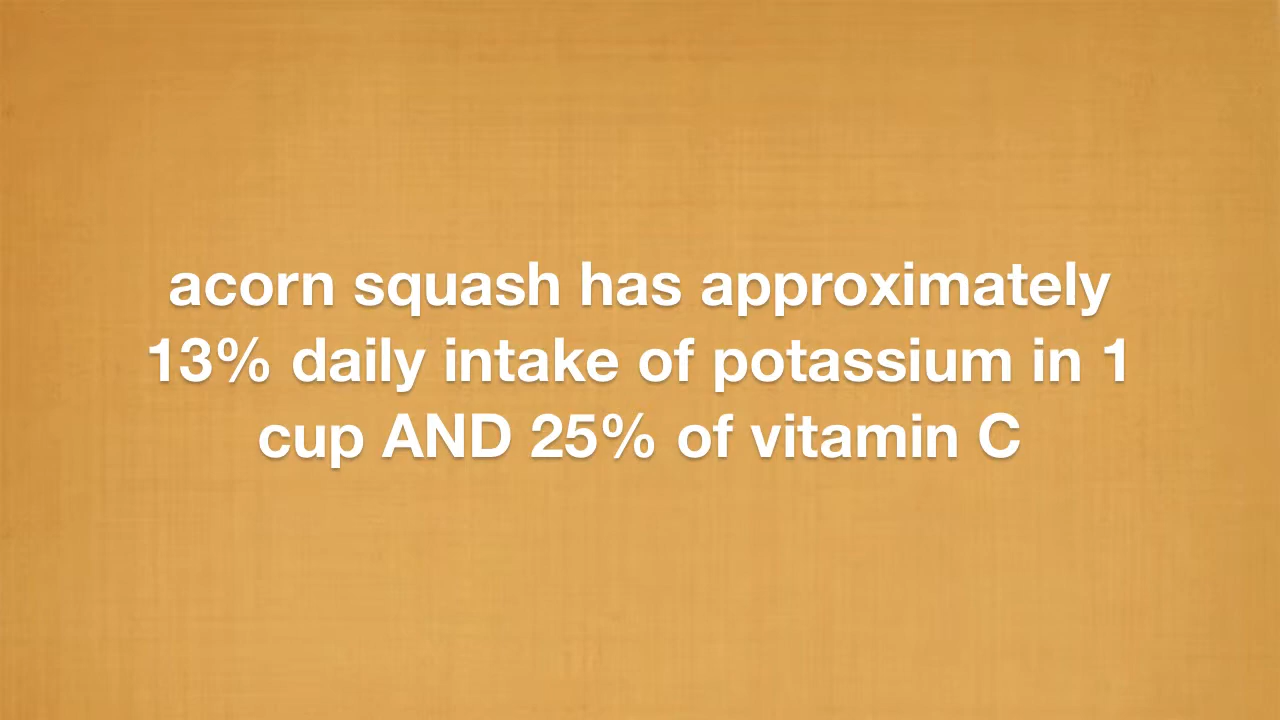 acorn squash has approximately
13% daily intake of potassium in 1
cup AND 25% of vitamin C